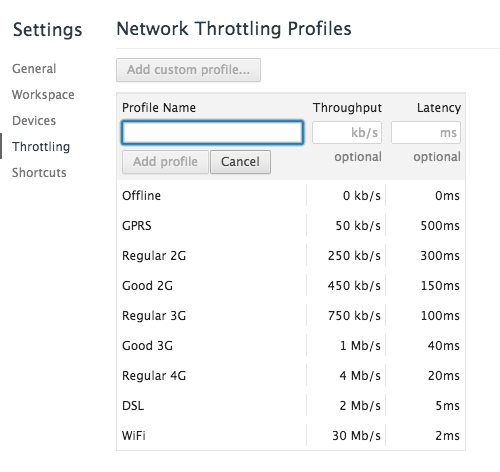 Settings
General
Workspace
Devices
Throttling
Shortcuts
Network Throttling Profiles
Add custom profile...
Profile Name Throughput Latency
kb/s ms
optional optional
Add profile Cancel
Offline 0 kb/s 0ms
GPRS 50 kb/s 500ms
Regular 2G 250 kb/s 300ms
Good 2G 450 kb/s 150ms
Regular 3G 750 kb/s 100ms
Good 3G 1 Mb/s 40ms
Regular 4G 4 Mb/s 20ms
DSL 2 Mb/s 5ms
WiFi 30 Mb/s 2ms